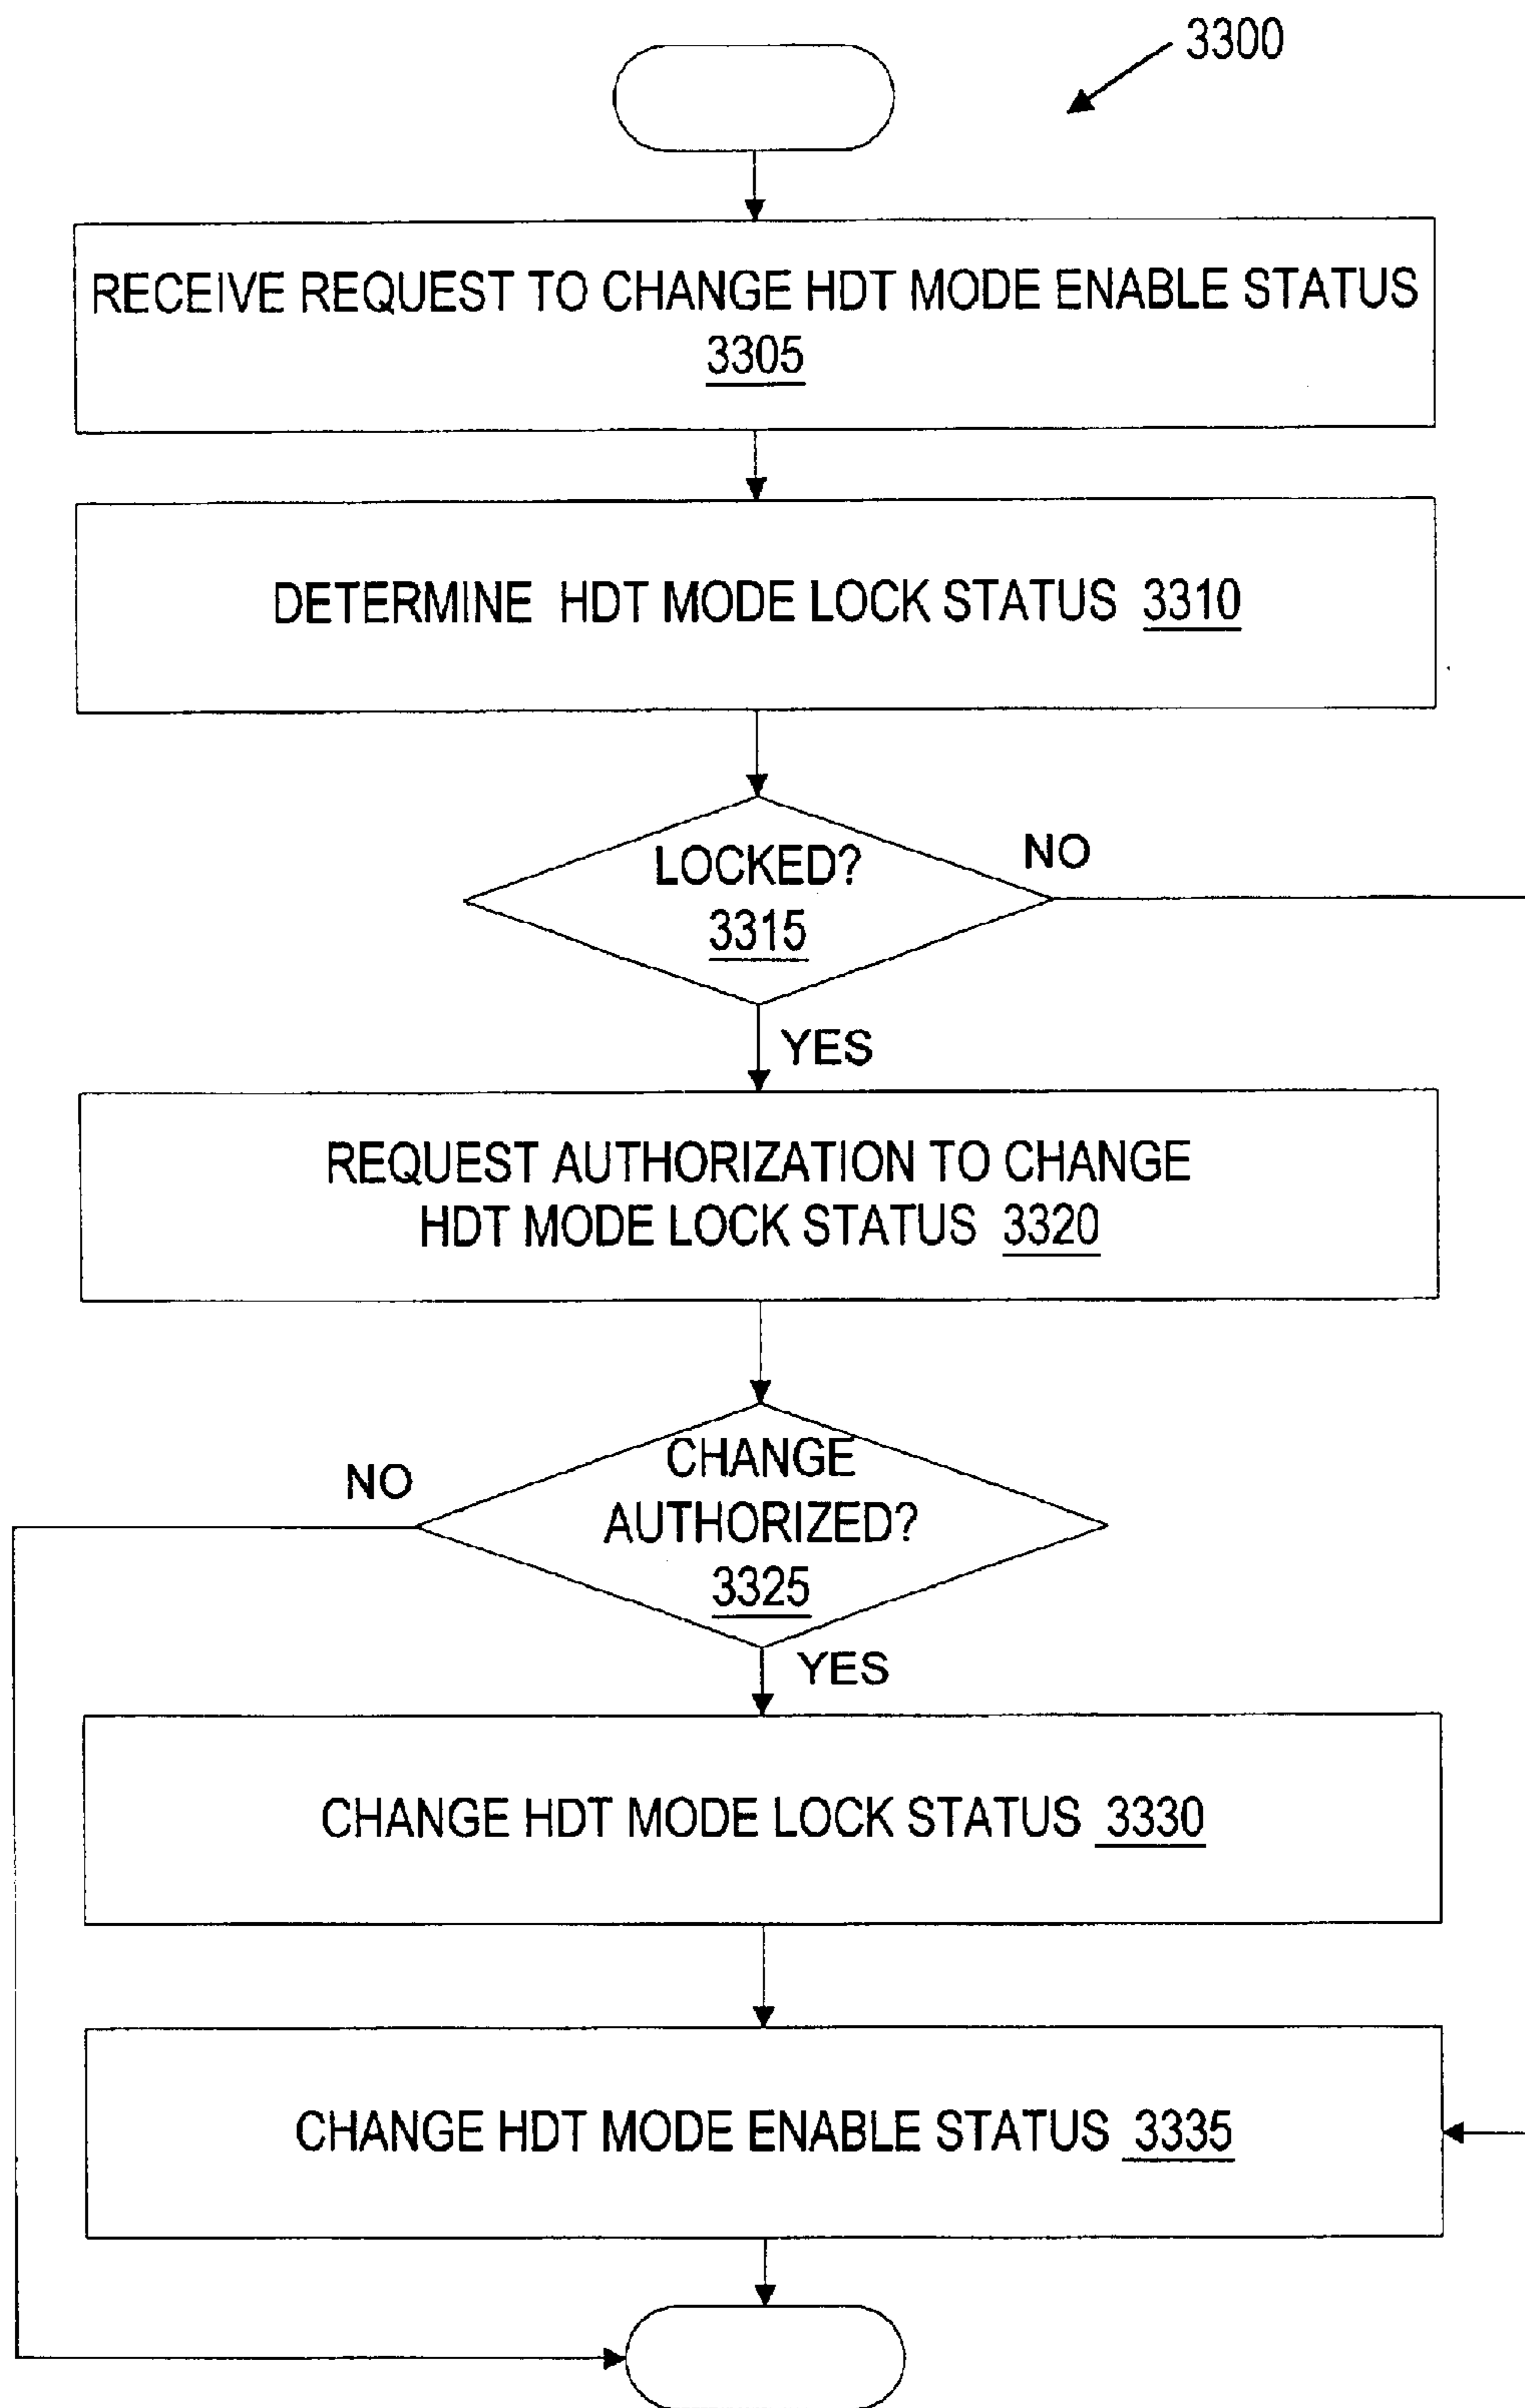 3300
RECEIVE REQUEST TO CHANGE HDT MODE ENABLE STATUS
3305
DETERMINE HDT MODE LOCK STATUS 3310
LOCKED?
3315
NO
YES
REQUEST AUTHORIZATION TO CHANGE
HDT MODE LOCK STATUS 3320
CHANGE
AUTHORIZED?
3325
NO
YES
CHANGE HDT MODE LOCK STATUS 3330
CHANGE HDT MODE ENABLE STATUS 3335